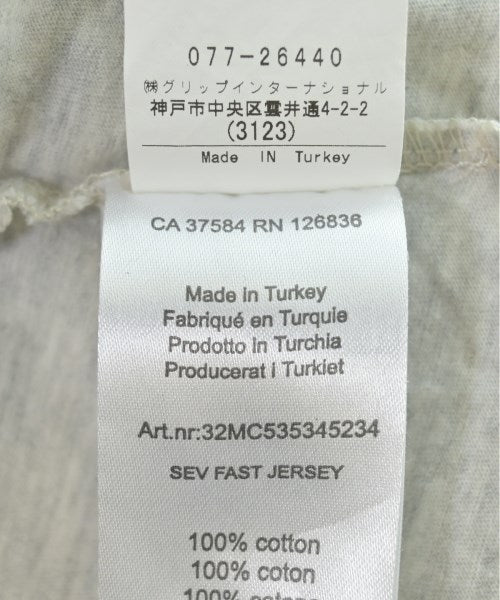 077-26440
㈱グリップインターナショナル
神戸市中央区雲井通4-2-2
(3123)
Made IN Turkey
CA 37584 RN 126836
Made in Turkey
Fabriqué en Turquie
Prodotto in Turchia
Producerat i Turkiet
Art.nr:32MC535345234
SEV FAST JERSEY
100% cotton
100% coton
100% cotone